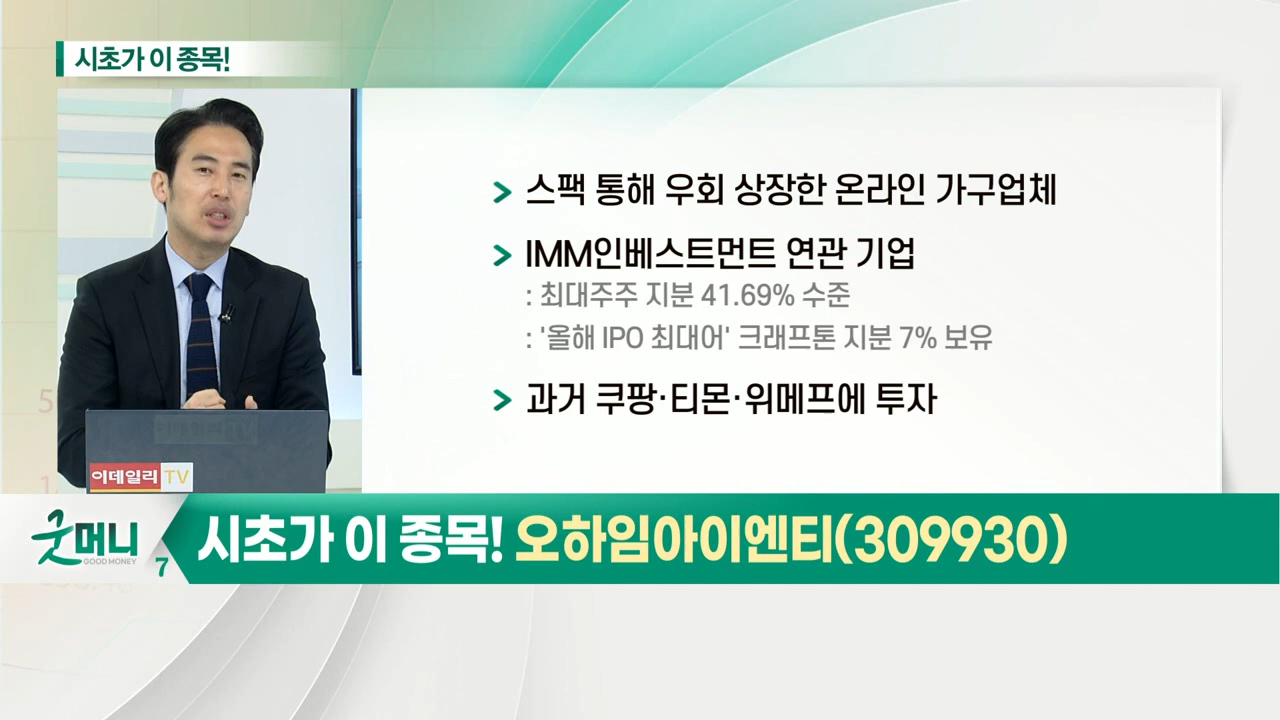 시초가 이 종목!
> 스팩 통해 우회 상장한 온라인 가구업체
> IMM인베스트먼트 연관 기업
: 최대주주 지분 41.69% 수준
: '올해 IPO 최대어' 크래프톤 지분 7% 보유
> 과거 쿠팡·티몬·위메프에 투자
이데일리 TV
굿머니
GOOD MONEY
7
시초가 이 종목! 오하임아이엔티(309930)